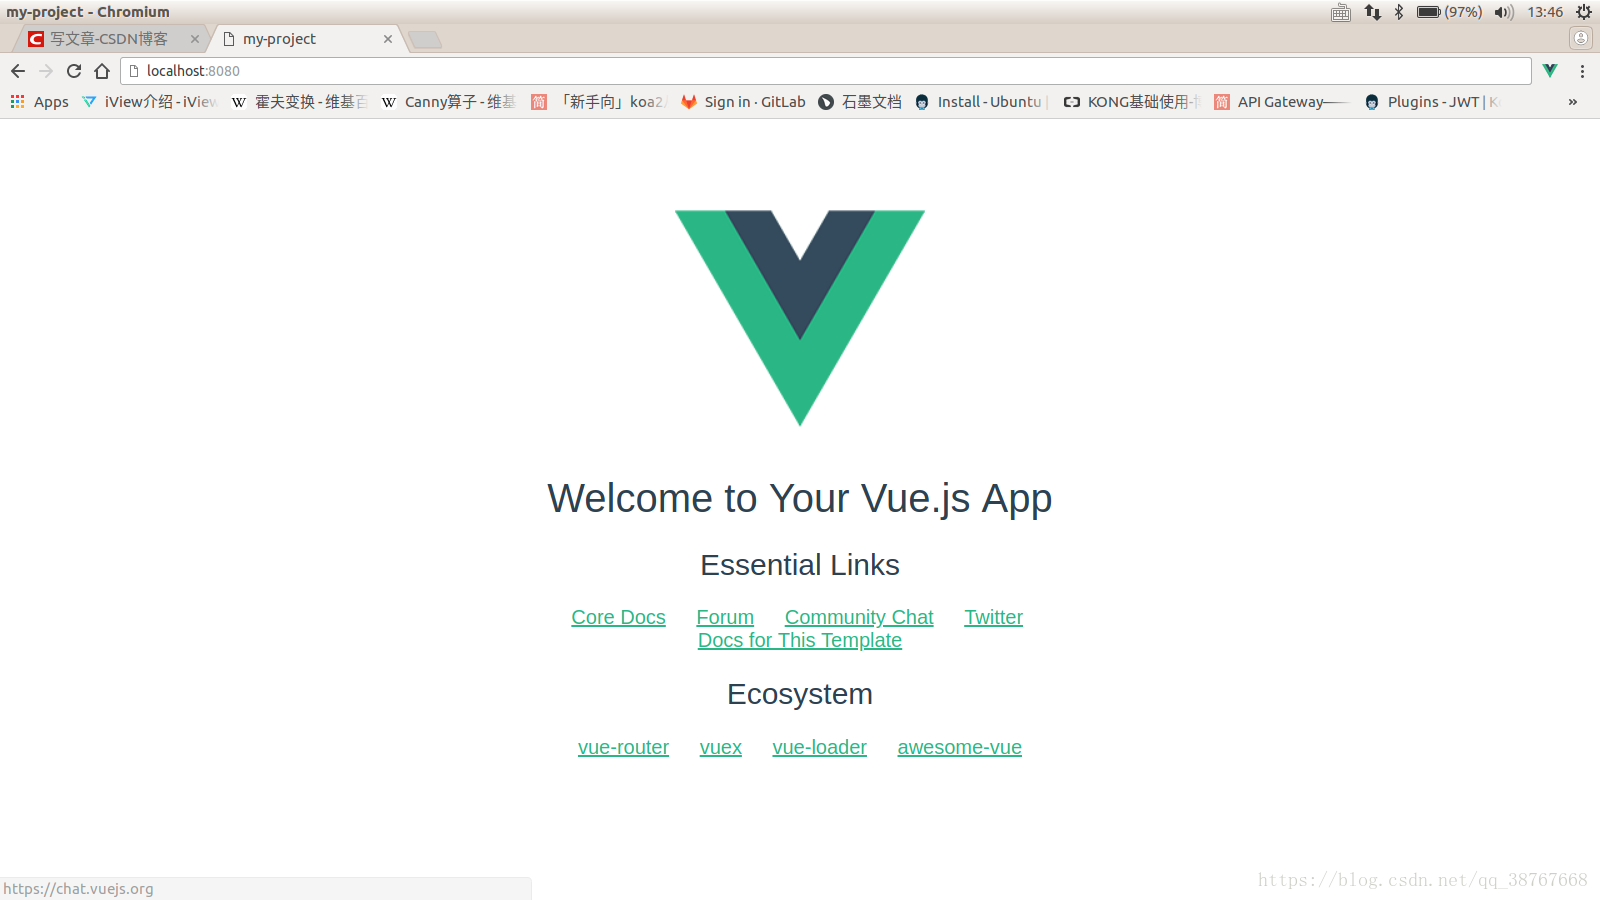 my-project - Chromium
(97%) 13:46
写文章-CSDN博客 my-project
localhost:8080
Apps iView介绍 - iView 霍夫变换 - 维基百 Canny算子 - 维基 「新手向」koa2 Sign in · GitLab 石墨文档 Install - Ubuntu | KONG基础使用- API Gateway—— Plugins - JWT | K »
Welcome to Your Vue.js App
Essential Links
Core Docs Forum Community Chat Twitter
Docs for This Template
Ecosystem
vue-router vuex vue-loader awesome-vue
https://chat.vuejs.org
https://blog.csdn.net/qq_38767668